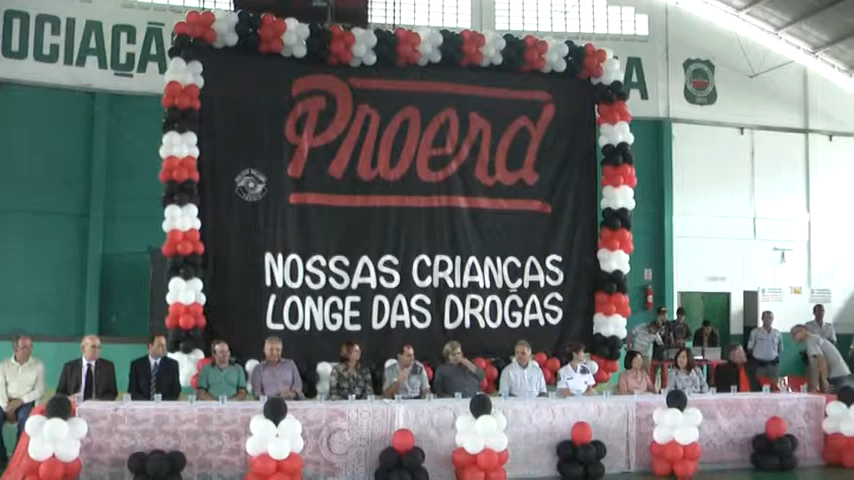 OCIAÇÃ
A
Proerd
NOSSAS CRIANÇAS
LONGE DAS DROGAS